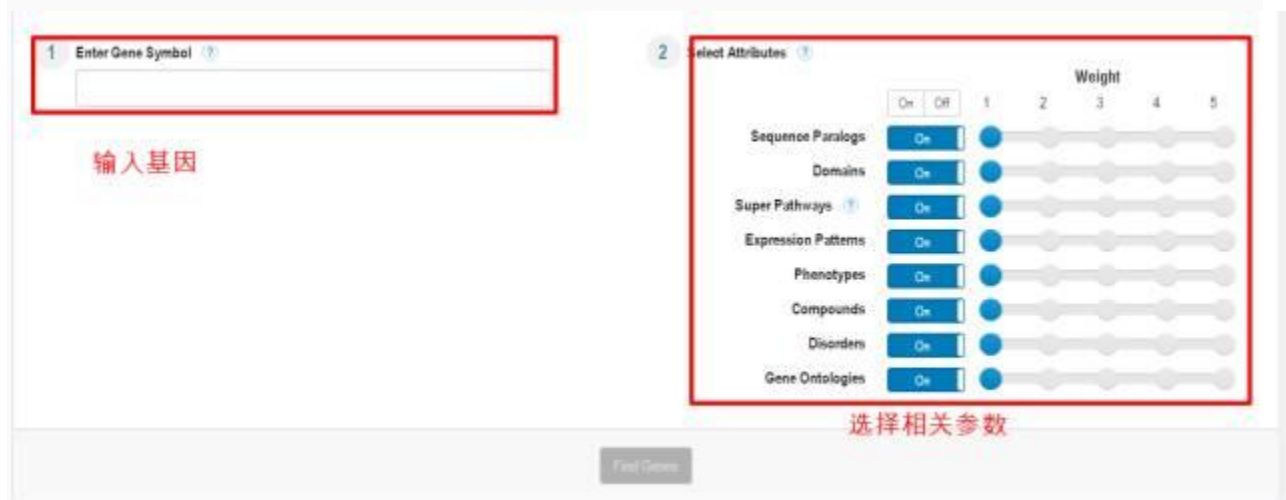 1 Enter Gene Symbol ?
2 Select Attributes ?
Weight
On Off 1 2 3 4 5
Sequence Paralogs On
Domains On
Super Pathways ? On
Expression Patterns On
Phenotypes On
Compounds On
Disorders On
Gene Ontologies On
输入基因
选择相关参数
Find Genes